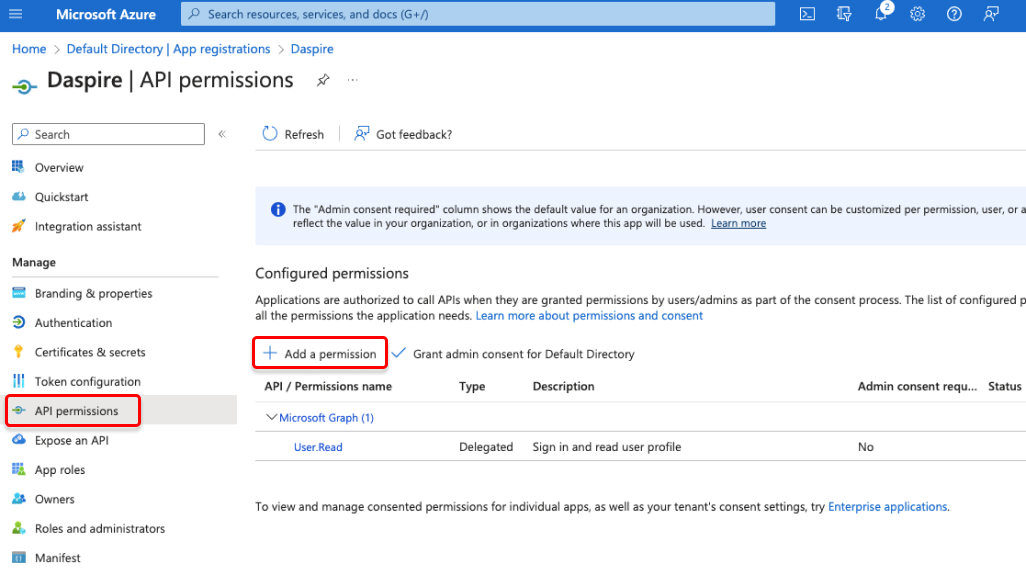 Microsoft Azure
Search resources, services, and docs (G+/)
2
Home > Default Directory | App registrations > Daspire
Daspire | API permissions
...
Search
«
Refresh
Got feedback?
Overview
Quickstart
Integration assistant
Manage
Branding & properties
Authentication
Certificates & secrets
Token configuration
API permissions
Expose an API
App roles
Owners
Roles and administrators
Manifest
The "Admin consent required" column shows the default value for an organization. However, user consent can be customized per permission, user, or a
reflect the value in your organization, or in organizations where this app will be used. Learn more
Configured permissions
Applications are authorized to call APIs when they are granted permissions by users/admins as part of the consent process. The list of configured p
all the permissions the application needs. Learn more about permissions and consent
Add a permission
Grant admin consent for Default Directory
API / Permissions name Type Description Admin consent requ... Status
Microsoft Graph (1)
User.Read Delegated Sign in and read user profile No
To view and manage consented permissions for individual apps, as well as your tenant's consent settings, try Enterprise applications.